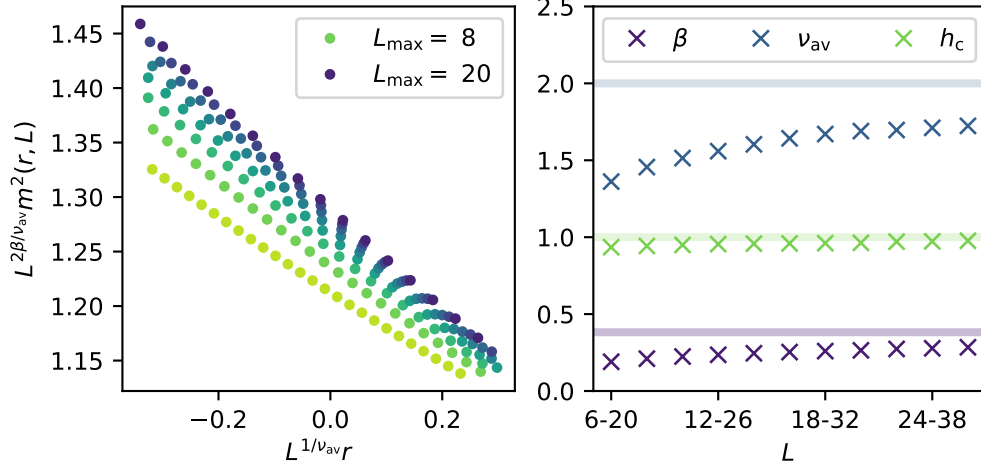 1.45
1.40
1.35
1.30
1.25
1.20
1.15
L^{2β/ν_av} m²(r, L)
L_max = 8
L_max = 20
−0.2
0.0
0.2
L^{1/ν_av} r
2.5
2.0
1.5
1.0
0.5
0.0
β
ν_av
h_c
6-20
12-26
18-32
24-38
L